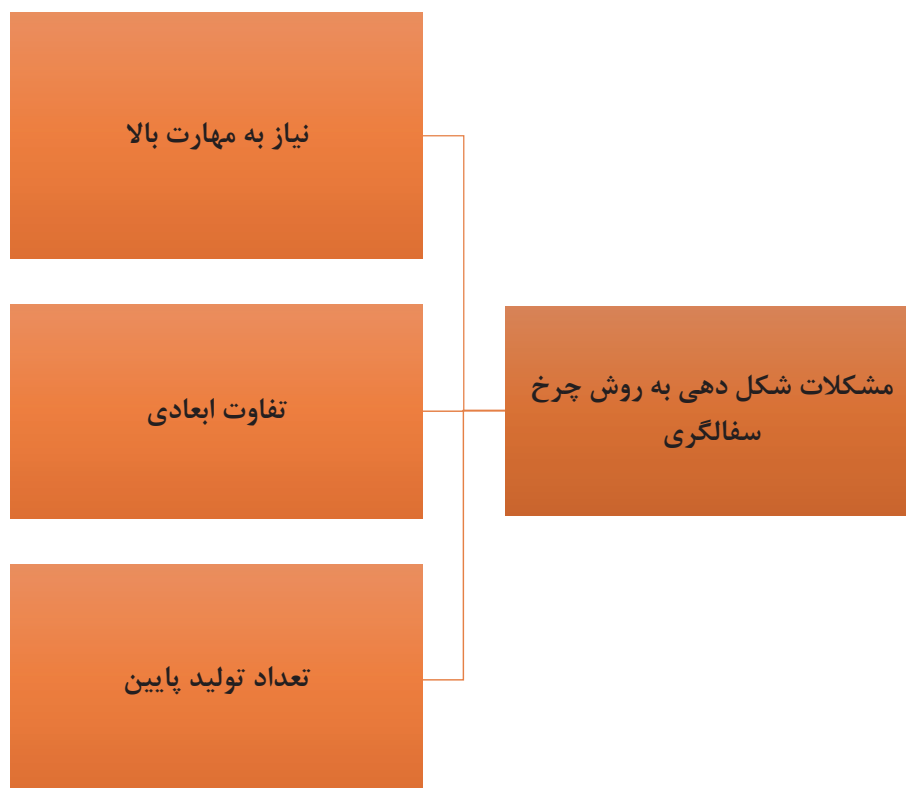 مشکلات شکل دهی به روش چرخ
سفالگری
نیاز به مهارت بالا
تفاوت ابعادی
تعداد تولید پایین